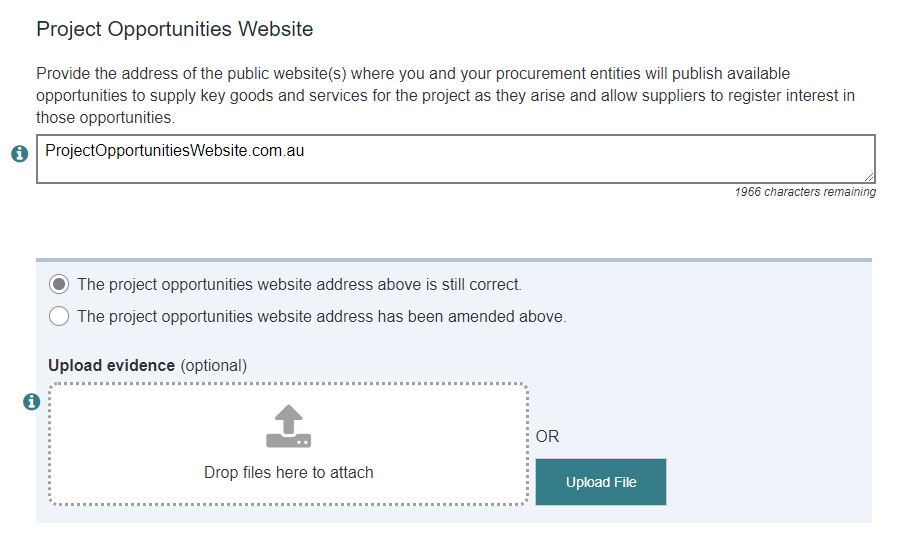 Project Opportunities Website
Provide the address of the public website(s) where you and your procurement entities will publish available
opportunities to supply key goods and services for the project as they arise and allow suppliers to register interest in
those opportunities.
ProjectOpportunitiesWebsite.com.au
1966 characters remaining
The project opportunities website address above is still correct.
The project opportunities website address has been amended above.
Upload evidence (optional)
Drop files here to attach
OR
Upload File